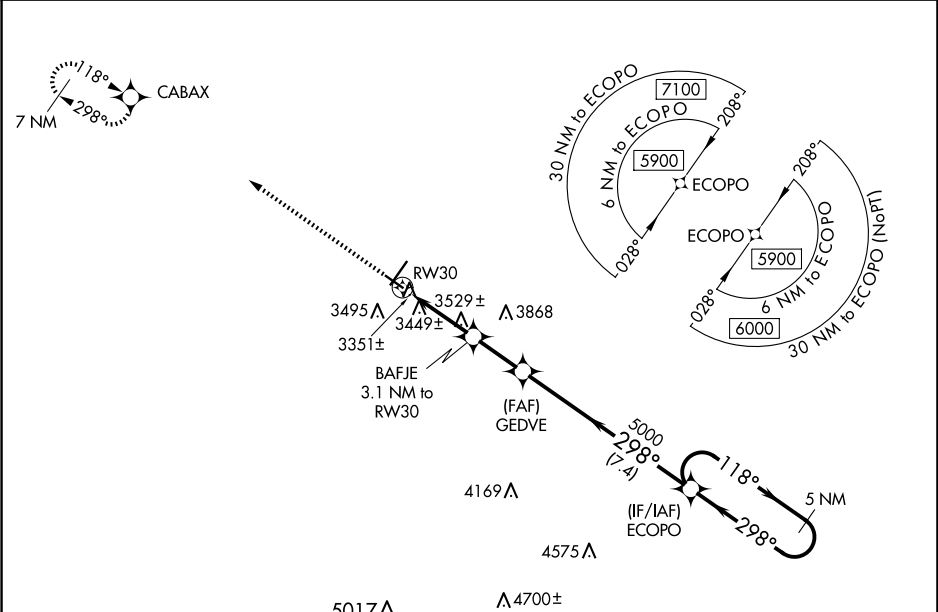 118°
298°
7 NM
CABAX
30 NM to ECOPO
7100
6 NM to ECOPO
5900
208°
ECOPO
028°
208°
ECOPO
5900
6 NM to ECOPO
028°
6000
30 NM to ECOPO (NoPT)
RW30
3495
3529±
3868
3449±
3351±
BAFJE
3.1 NM to
RW30
(FAF)
GEDVE
5000
298°
(7.4)
118°
5 NM
4169
(IF/IAF)
ECOPO
298°
4575
4700±
5017